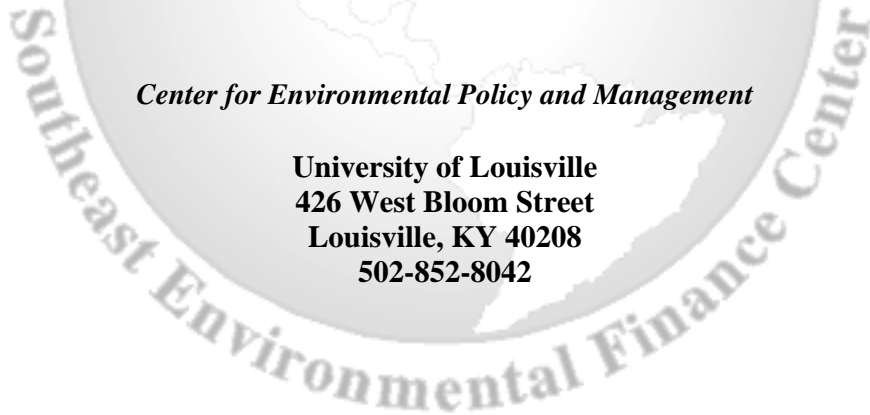 Center for Environmental Policy and Management
University of Louisville
426 West Bloom Street
Louisville, KY 40208
502-852-8042
Southeast Environmental Finance Center